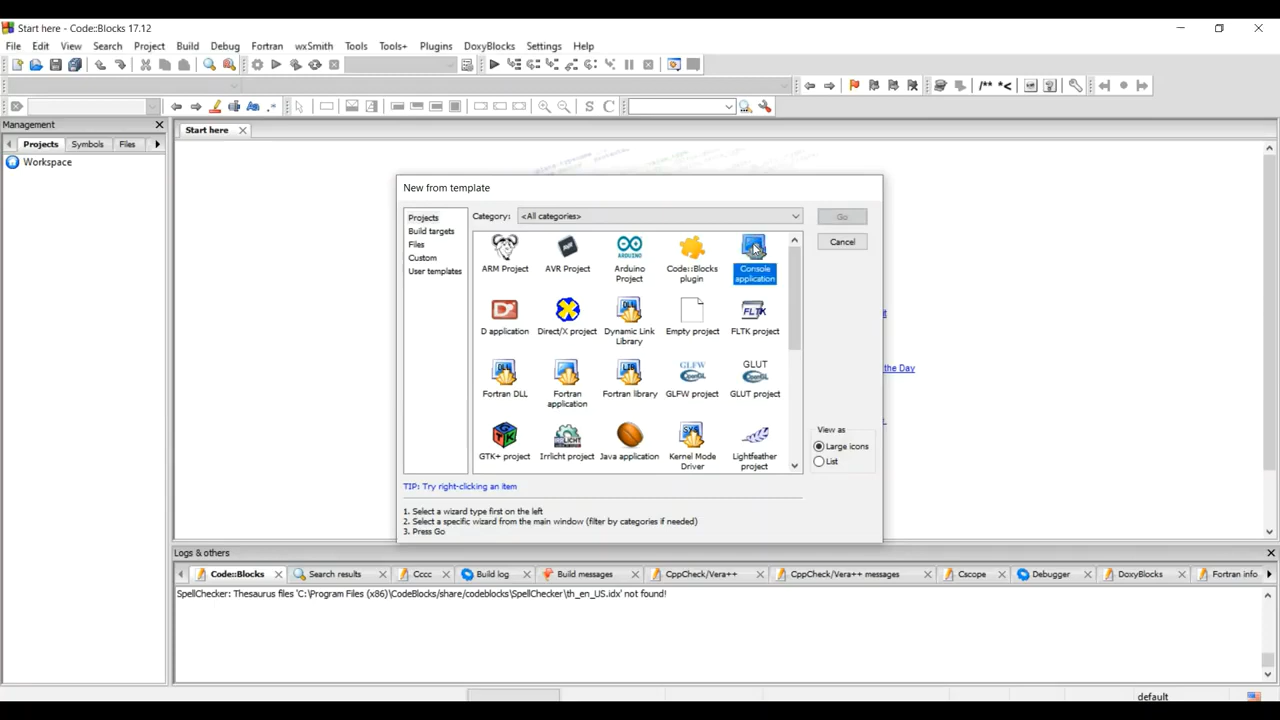 Start here - Code::Blocks 17.12
File Edit View Search Project Build Debug Fortran wxSmith Tools Tools+ Plugins DoxyBlocks Settings Help
/** *<
S C
Management
Projects Symbols Files
Workspace
Start here
New from template
Projects
Build targets
Files
Custom
User templates
Category: <All categories>
Go
Cancel
ARM Project
AVR Project
Arduino
Project
Code::Blocks
plugin
Console
application
D application
Direct/X project
Dynamic Link
Library
Empty project
FLTK project
Fortran DLL
Fortran
application
Fortran library
GLFW project
GLUT project
GTK+ project
Irrlicht project
Java application
Kernel Mode
Driver
Lightfeather
project
View as
Large icons
List
TIP: Try right-clicking an item
1. Select a wizard type first on the left
2. Select a specific wizard from the main window (filter by categories if needed)
3. Press Go
the Day
Logs & others
Code::Blocks Search results Cccc Build log Build messages CppCheck/Vera++ CppCheck/Vera++ messages Cscope Debugger DoxyBlocks Fortran info
SpellChecker: Thesaurus files 'C:\Program Files (x86)\CodeBlocks/share/codeblocks\SpellChecker\th_en_US.idx' not found!
default